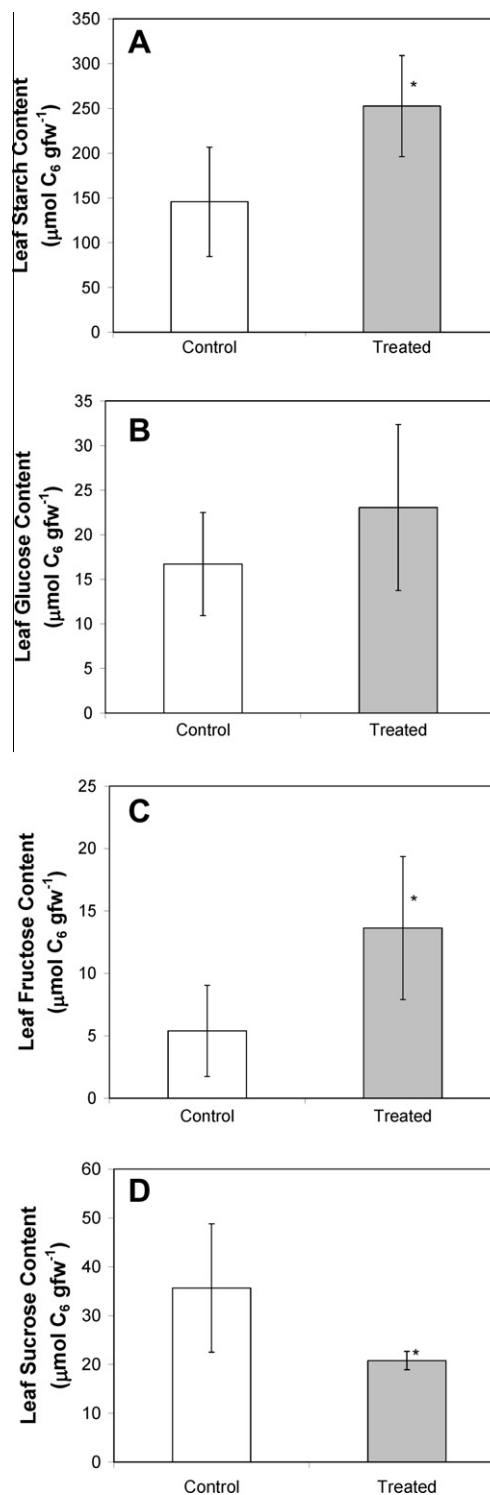 A
Leaf Starch Content
(µmol C₆ gfw⁻¹)
350
300
250
200
150
100
50
0
*
Control Treated
B
Leaf Glucose Content
(µmol C₆ gfw⁻¹)
35
30
25
20
15
10
5
0
Control Treated
C
Leaf Fructose Content
(µmol C₆ gfw⁻¹)
25
20
15
10
5
0
*
Control Treated
D
Leaf Sucrose Content
(µmol C₆ gfw⁻¹)
60
50
40
30
20
10
0
*
Control Treated